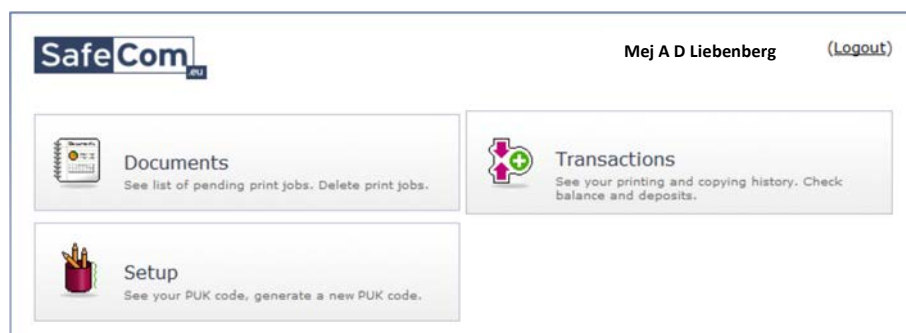 SafeCom
.eu
Mej A D Liebenberg
(Logout)
Documents
See list of pending print jobs. Delete print jobs.
Transactions
See your printing and copying history. Check
balance and deposits.
Setup
See your PUK code, generate a new PUK code.